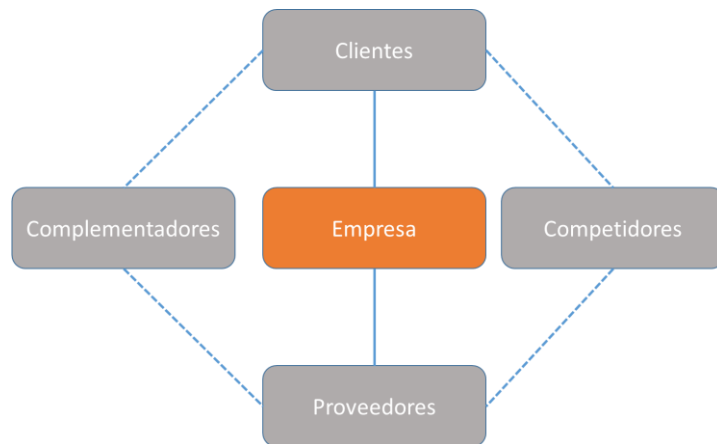 Clientes
Complementadores
Empresa
Competidores
Proveedores